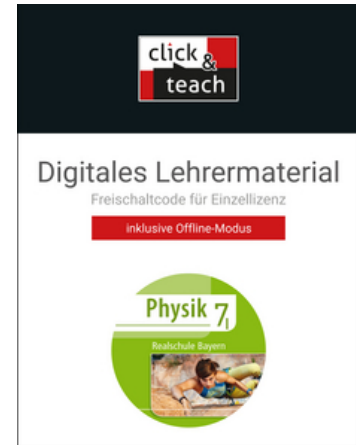 click &
teach
Digitales Lehrermaterial
Freischaltcode für Einzellizenz
inklusive Offline-Modus
Physik 7
I
Realschule Bayern